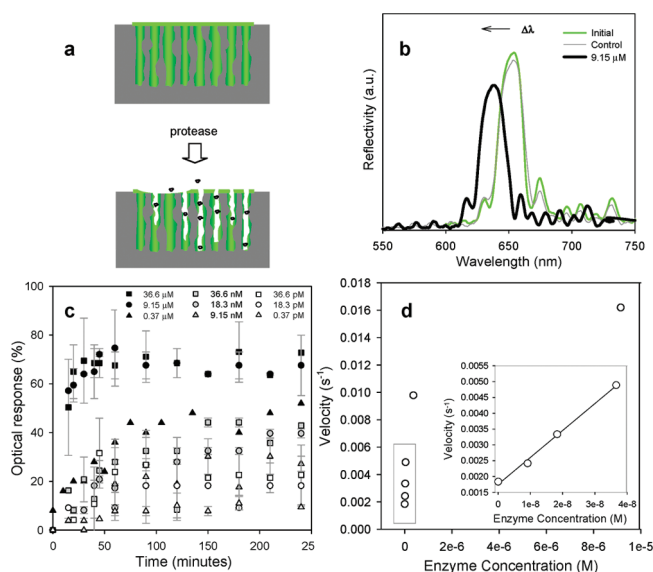 a
protease
b
Δλ
Initial
Control
9.15 μM
Reflectivity (a.u.)
550 600 650 700 750
Wavelength (nm)
c
36.6 μM 36.6 nM 36.6 pM
9.15 μM 18.3 nM 18.3 pM
0.37 μM 9.15 nM 0.37 pM
Optical response (%)
100
80
60
40
20
0
0 50 100 150 200 24
Time (minutes)
d
Velocity (s-1)
0.018
0.016
0.014
0.012
0.010
0.008
0.006
0.004
0.002
0.000
0 2e-6 4e-6 6e-6 8e-6 1e-5
Enzyme Concentration (M)
Velocity (s-1)
0.0055
0.0050
0.0045
0.0040
0.0035
0.0030
0.0025
0.0020
0.0015
0 1e-8 2e-8 3e-8 4e-8
Enzyme Concentration (M)